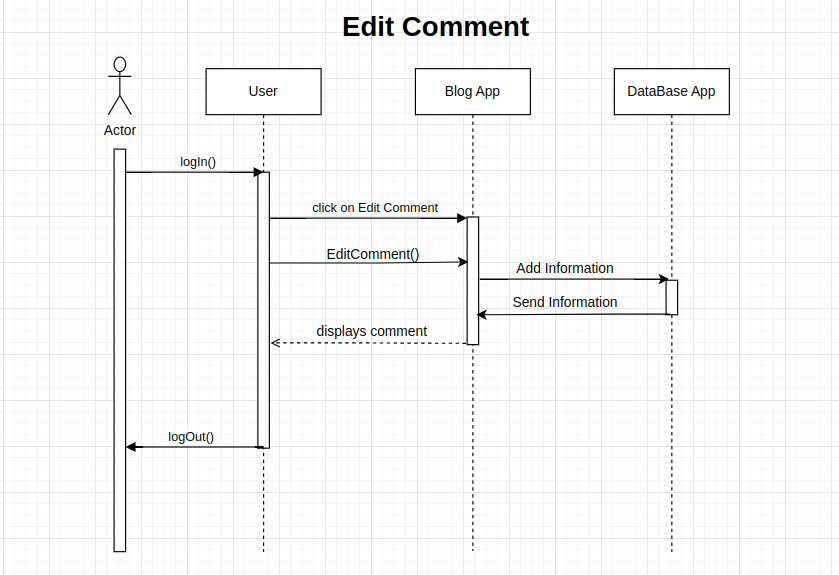 Edit Comment
User
Blog App
DataBase App
Actor
logIn()
click on Edit Comment
EditComment()
Add Information
Send Information
displays comment
logOut()